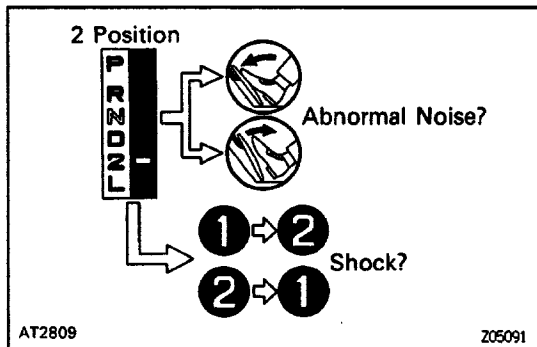 2 Position
P
R
N
D
2
L
Abnormal Noise?
1 2
Shock?
2 1
AT2809
Z05091